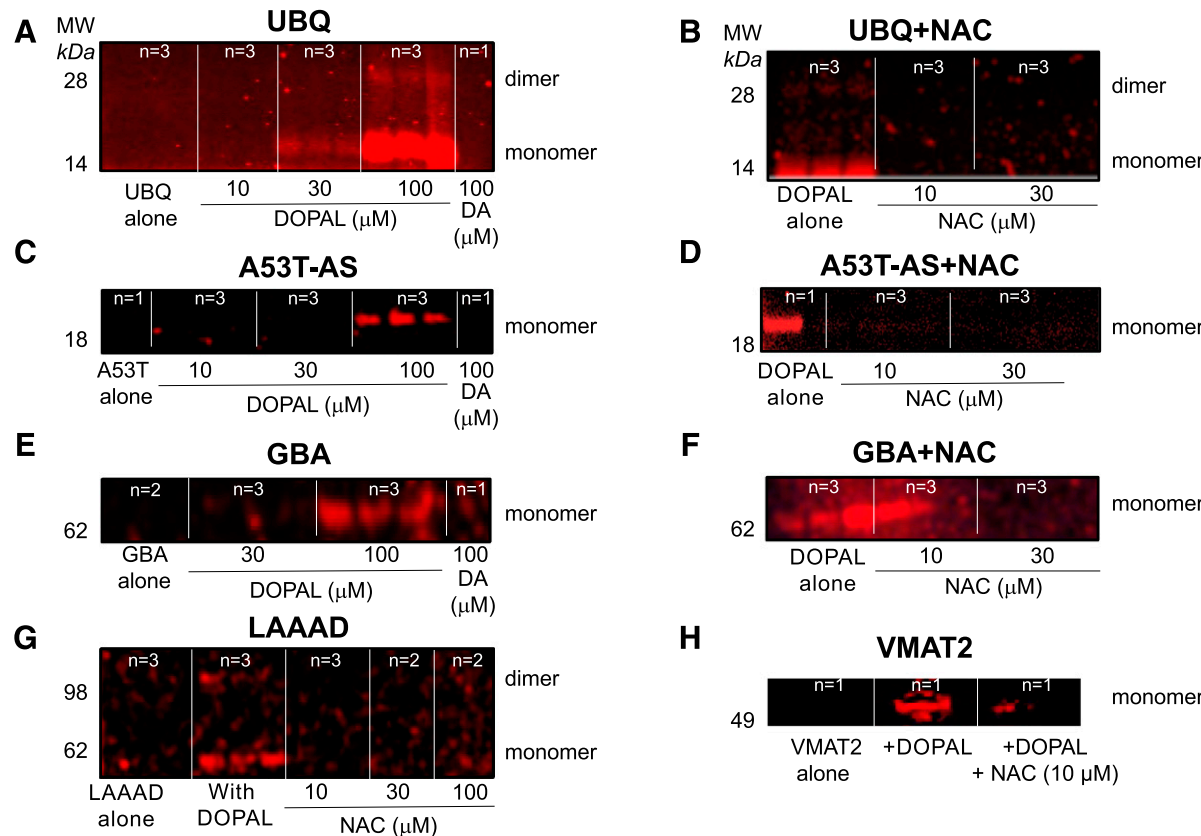 A
MW
kDa
UBQ
n=3 n=3 n=3 n=3 n=1
28
14
dimer
monomer
UBQ alone
10 30 100 100
DOPAL (μM)
DA (μM)
B
MW
kDa
UBQ+NAC
n=3 n=3 n=3
28
14
dimer
monomer
DOPAL alone
10 30
NAC (μM)
C
A53T-AS
n=1 n=3 n=3 n=3 n=1
18
monomer
A53T alone
10 30 100 100
DOPAL (μM)
DA (μM)
D
A53T-AS+NAC
n=1 n=3 n=3
18
monomer
DOPAL alone
10 30
NAC (μM)
E
GBA
n=2 n=3 n=3 n=1
62
monomer
GBA alone
30 100 100
DOPAL (μM)
DA (μM)
F
GBA+NAC
n=3 n=3 n=3
62
monomer
DOPAL alone
10 30
NAC (μM)
G
LAAAD
n=3 n=3 n=3 n=2 n=2
98
62
dimer
monomer
LAAAD alone
With DOPAL
10 30 100
NAC (μM)
H
VMAT2
n=1 n=1 n=1
49
monomer
VMAT2 alone
+DOPAL
+DOPAL
+ NAC (10 μM)